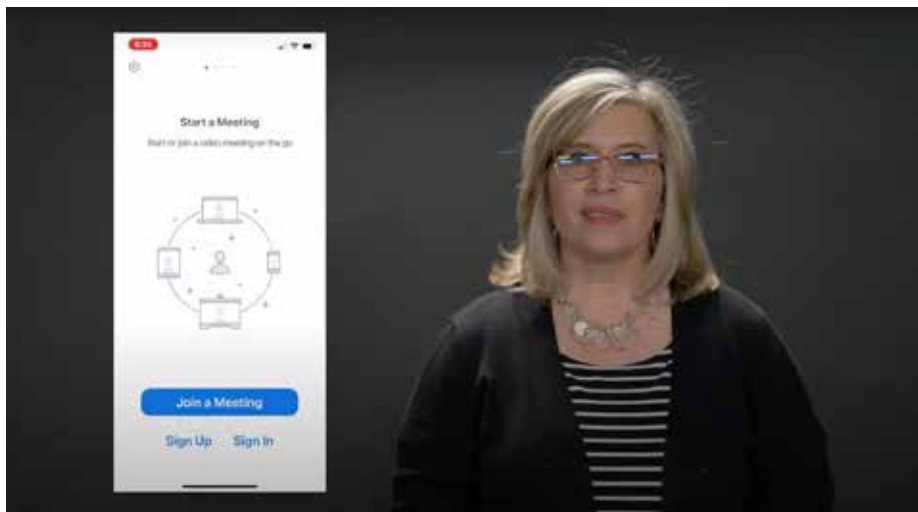 Start a Meeting
Start or join a video meeting on the go
Join a Meeting
Sign Up Sign In